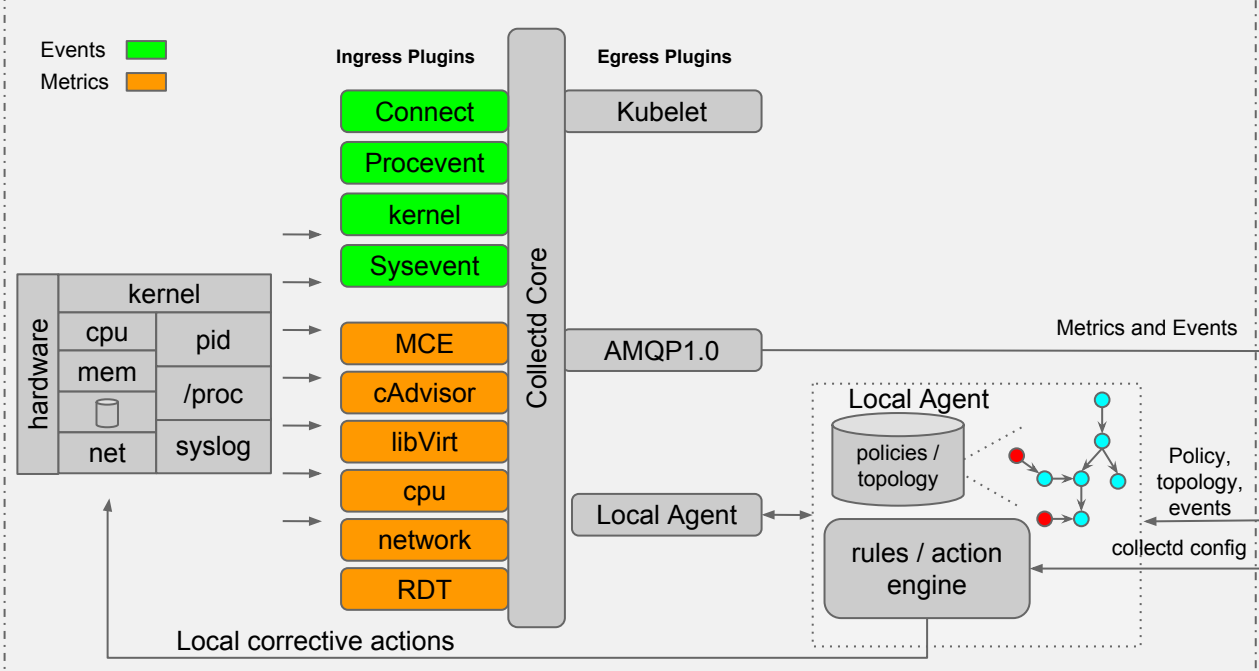 Events
Metrics
Ingress Plugins
Egress Plugins
Connect
Procevent
kernel
Sysevent
MCE
cAdvisor
libVirt
cpu
network
RDT
Collectd Core
Kubelet
AMQP1.0
Local Agent
hardware
kernel
cpu
mem
net
pid
/proc
syslog
Metrics and Events
Local Agent
policies /
topology
rules / action
engine
Policy,
topology,
events
collectd config
Local corrective actions